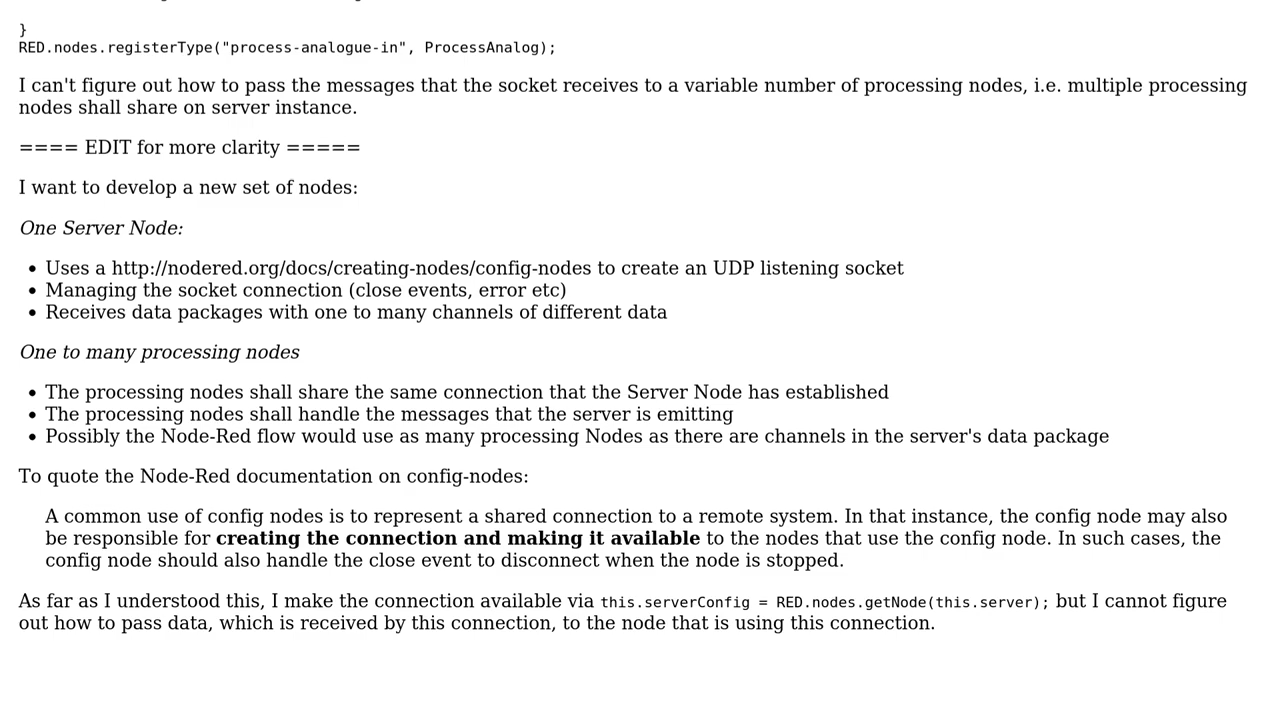 }
RED.nodes.registerType("process-analogue-in", ProcessAnalog);
I can't figure out how to pass the messages that the socket receives to a variable number of processing nodes, i.e. multiple processing
nodes shall share on server instance.
==== EDIT for more clarity =====
I want to develop a new set of nodes:
One Server Node:
• Uses a http://nodered.org/docs/creating-nodes/config-nodes to create an UDP listening socket
• Managing the socket connection (close events, error etc)
• Receives data packages with one to many channels of different data
One to many processing nodes
• The processing nodes shall share the same connection that the Server Node has established
• The processing nodes shall handle the messages that the server is emitting
• Possibly the Node-Red flow would use as many processing Nodes as there are channels in the server's data package
To quote the Node-Red documentation on config-nodes:
A common use of config nodes is to represent a shared connection to a remote system. In that instance, the config node may also
be responsible for creating the connection and making it available to the nodes that use the config node. In such cases, the
config node should also handle the close event to disconnect when the node is stopped.
As far as I understood this, I make the connection available via this.serverConfig = RED.nodes.getNode(this.server); but I cannot figure
out how to pass data, which is received by this connection, to the node that is using this connection.